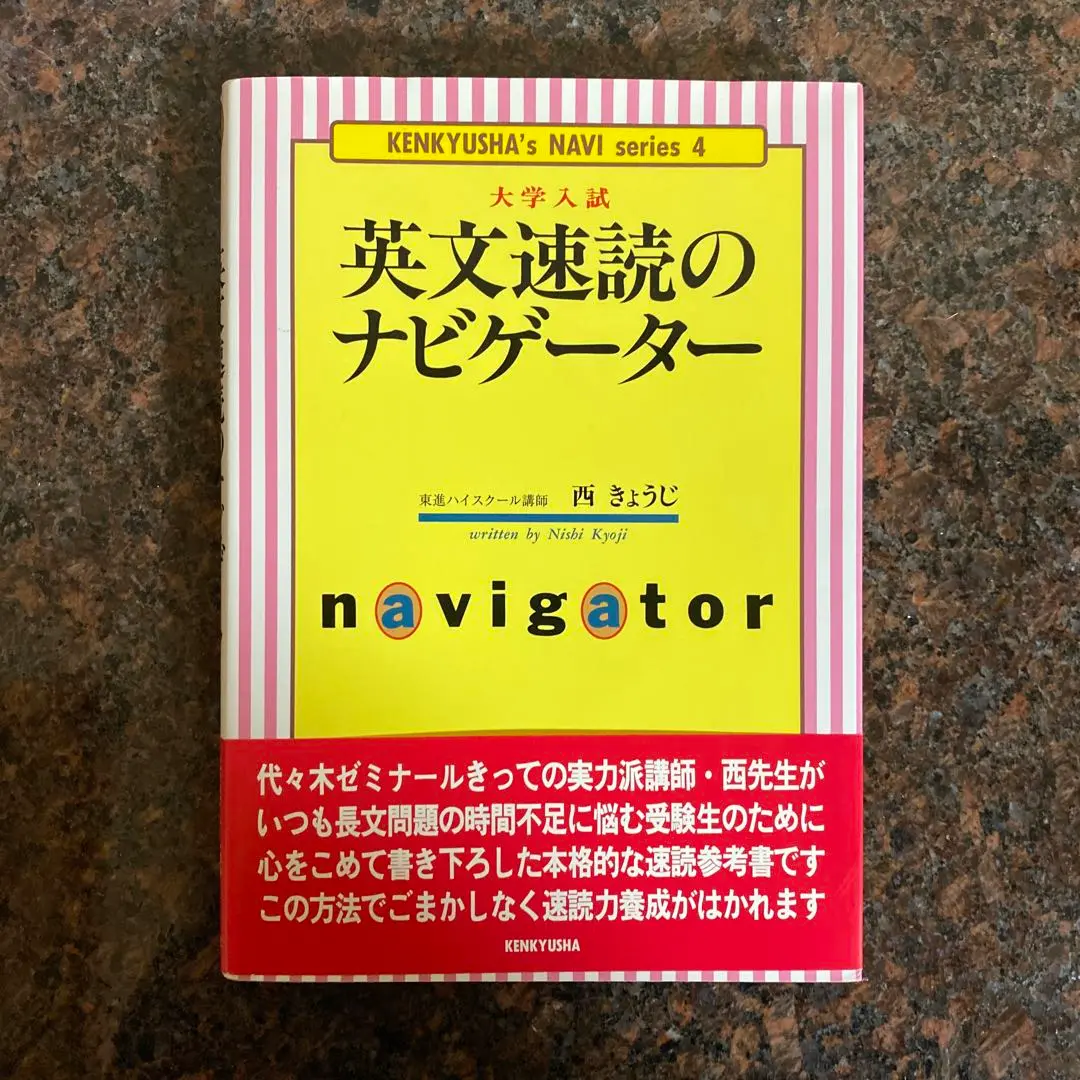 KENKYUSHA's NAVI series 4
大学入試
英文速読の
ナビゲーター
東進ハイスクール講師 西 きょうじ
written by Nishi Kyoji
navigator
代々木ゼミナールきっての実力派講師・西先生が
いつも長文問題の時間不足に悩む受験生のために
心をこめて書き下ろした本格的な速読参考書です
この方法でごまかしなく速読力養成がはかれます
KENKYUSHA